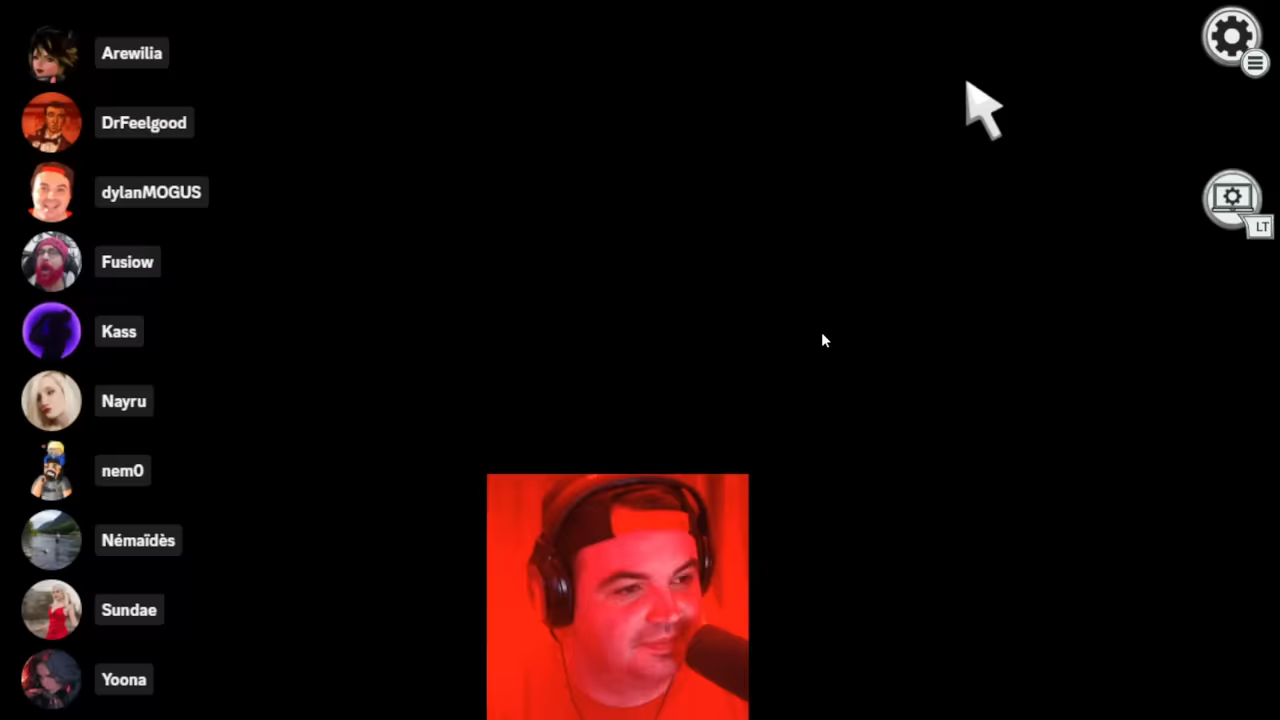 Arewilia
DrFeelgood
dylanMOGUS
Fusiow
Kass
Nayru
nem0
Némaïdès
Sundae
Yoona
LT